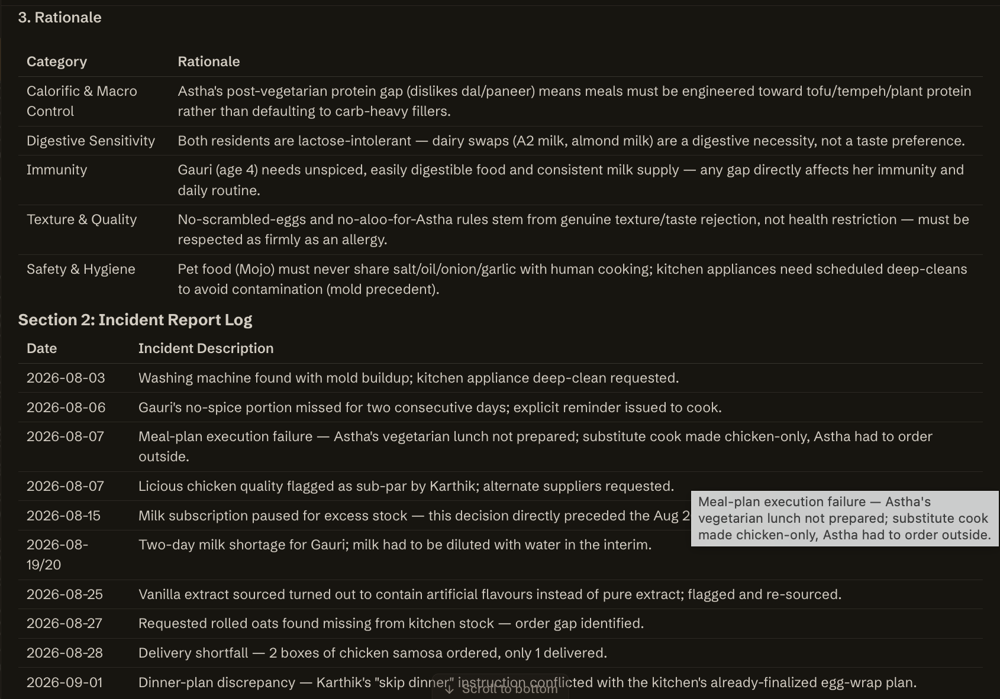 3. Rationale
Category Rationale
Calorific & Macro Control Astha's post-vegetarian protein gap (dislikes dal/paneer) means meals must be engineered toward tofu/tempeh/plant protein
rather than defaulting to carb-heavy fillers.
Digestive Sensitivity Both residents are lactose-intolerant — dairy swaps (A2 milk, almond milk) are a digestive necessity, not a taste preference.
Immunity Gauri (age 4) needs unspiced, easily digestible food and consistent milk supply — any gap directly affects her immunity and
daily routine.
Texture & Quality No-scrambled-eggs and no-aloo-for-Astha rules stem from genuine texture/taste rejection, not health restriction — must be
respected as firmly as an allergy.
Safety & Hygiene Pet food (Mojo) must never share salt/oil/onion/garlic with human cooking; kitchen appliances need scheduled deep-cleans
to avoid contamination (mold precedent).
Section 2: Incident Report Log
Date Incident Description
2026-08-03 Washing machine found with mold buildup; kitchen appliance deep-clean requested.
2026-08-06 Gauri's no-spice portion missed for two consecutive days; explicit reminder issued to cook.
2026-08-07 Meal-plan execution failure — Astha's vegetarian lunch not prepared; substitute cook made chicken-only, Astha had to order
outside.
2026-08-07 Licious chicken quality flagged as sub-par by Karthik; alternate suppliers requested.
2026-08-15 Milk subscription paused for excess stock — this decision directly preceded the Aug
Meal-plan execution failure — Astha's
vegetarian lunch not prepared; substitute cook
made chicken-only, Astha had to order outside.
2026-08-19/20 Two-day milk shortage for Gauri; milk had to be diluted with water in the interim.
2026-08-25 Vanilla extract sourced turned out to contain artificial flavours instead of pure extract; flagged and re-sourced.
2026-08-27 Requested rolled oats found missing from kitchen stock — order gap identified.
2026-08-28 Delivery shortfall — 2 boxes of chicken samosa ordered, only 1 delivered.
2026-09-01 Dinner-plan discrepancy — Karthik's "skip dinner" instruction conflicted with the kitchen's already-finalized egg-wrap plan.
↓ Scroll to bottom